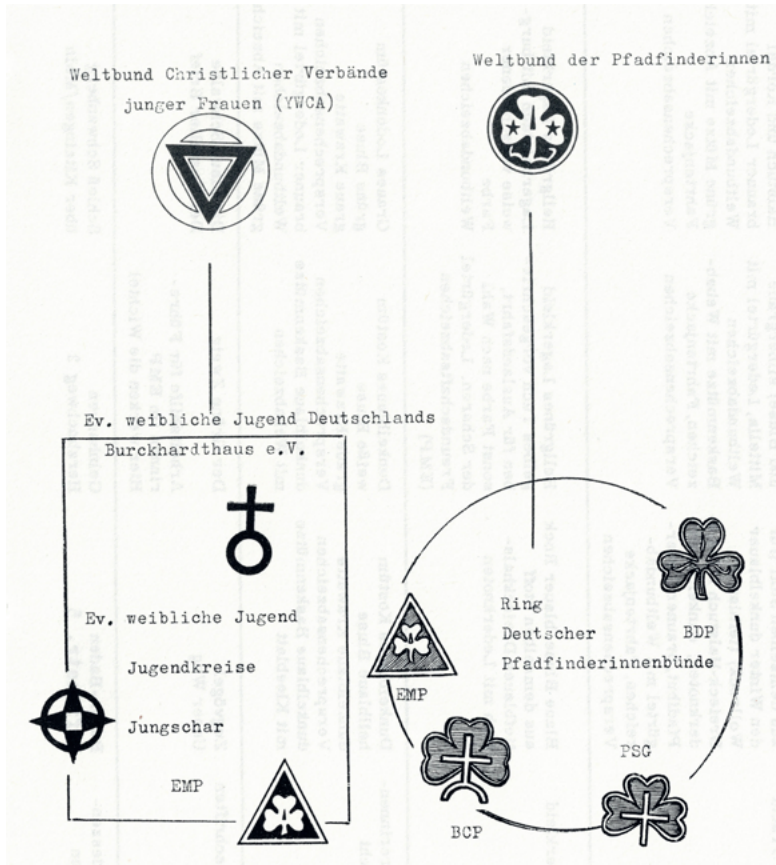 Weltbund Christlicher Verbände
junger Frauen (YWCA)
Weltbund der Pfadfinderinnen
Ev. weibliche Jugend Deutschlands
Burckhardthaus e.V.
Ev. weibliche Jugend
Jugendkreise
Jungschar
EMP
Ring
Deutscher
Pfadfinderinnenbünde
BDP
EMP
PSG
BCP